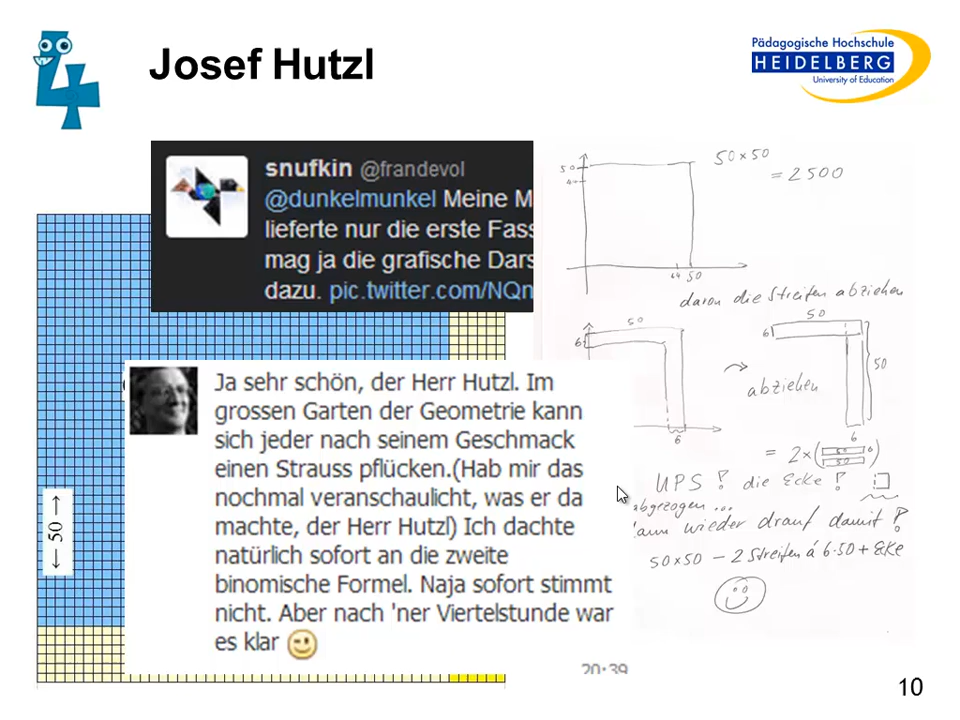 Josef Hutzl
Pädagogische Hochschule
HEIDELBERG
University of Education
snufkin @frandevol
@dunkelmunkel Meine M
lieferte nur die erste Fass
mag ja die grafische Dars
dazu. pic.twitter.com/NQn
Ja sehr schön, der Herr Hutzl. Im
grossen Garten der Geometrie kann
sich jeder nach seinem Geschmack
einen Strauss pflücken.(Hab mir das
nochmal veranschaulicht, was er da
machte, der Herr Hutzl) Ich dachte
natürlich sofort an die zweite
binomische Formel. Naja sofort stimmt
nicht. Aber nach 'ner Viertelstunde war
es klar
20:39
← 50 →
50 x 50
= 2500
50
44
44 50
davon die Streifen abziehen
50
6
6
→
abziehen
50
6
50
6
= 2 x ( 50 50 6 )
UPS ! die Ecke !
abgezogen ...
dann wieder drauf damit !
50x50 – 2 Streifen á 6·50 + Ecke
10